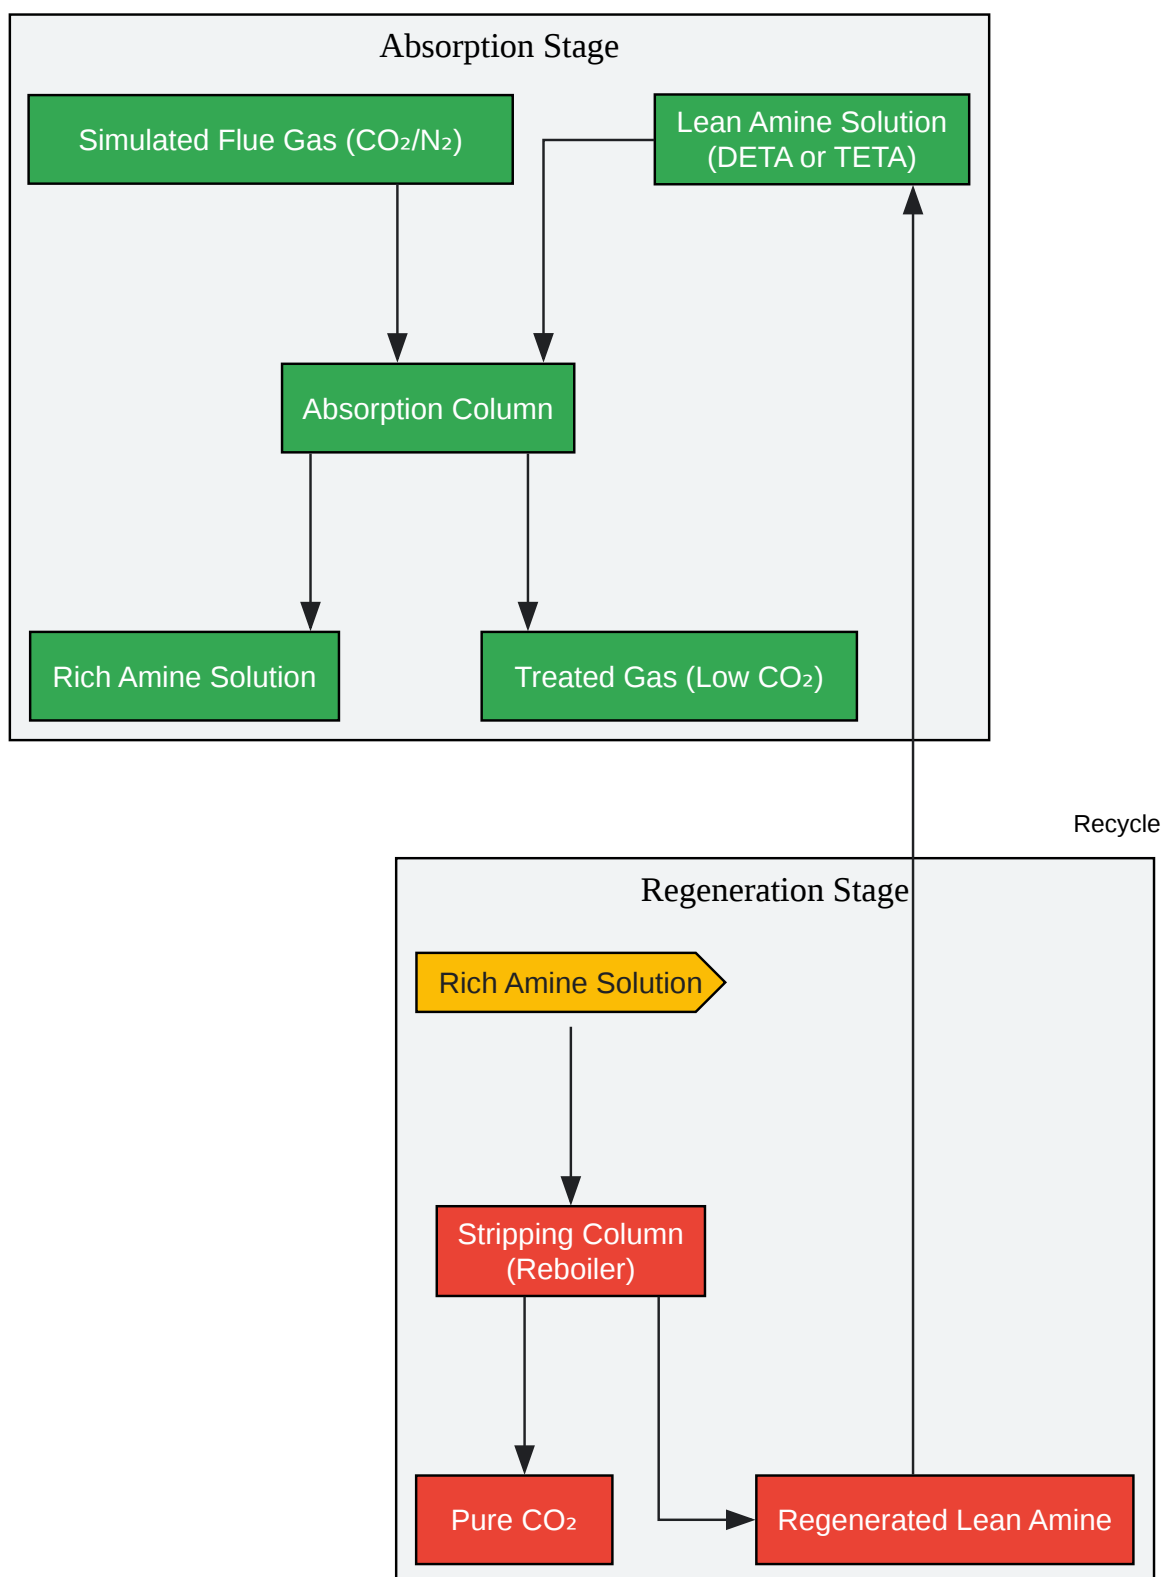 Absorption Stage
Simulated Flue Gas (CO₂/N₂)
Lean Amine Solution
(DETA or TETA)
Absorption Column
Rich Amine Solution
Treated Gas (Low CO₂)
Recycle
Regeneration Stage
Rich Amine Solution
Stripping Column
(Reboiler)
Pure CO₂
Regenerated Lean Amine